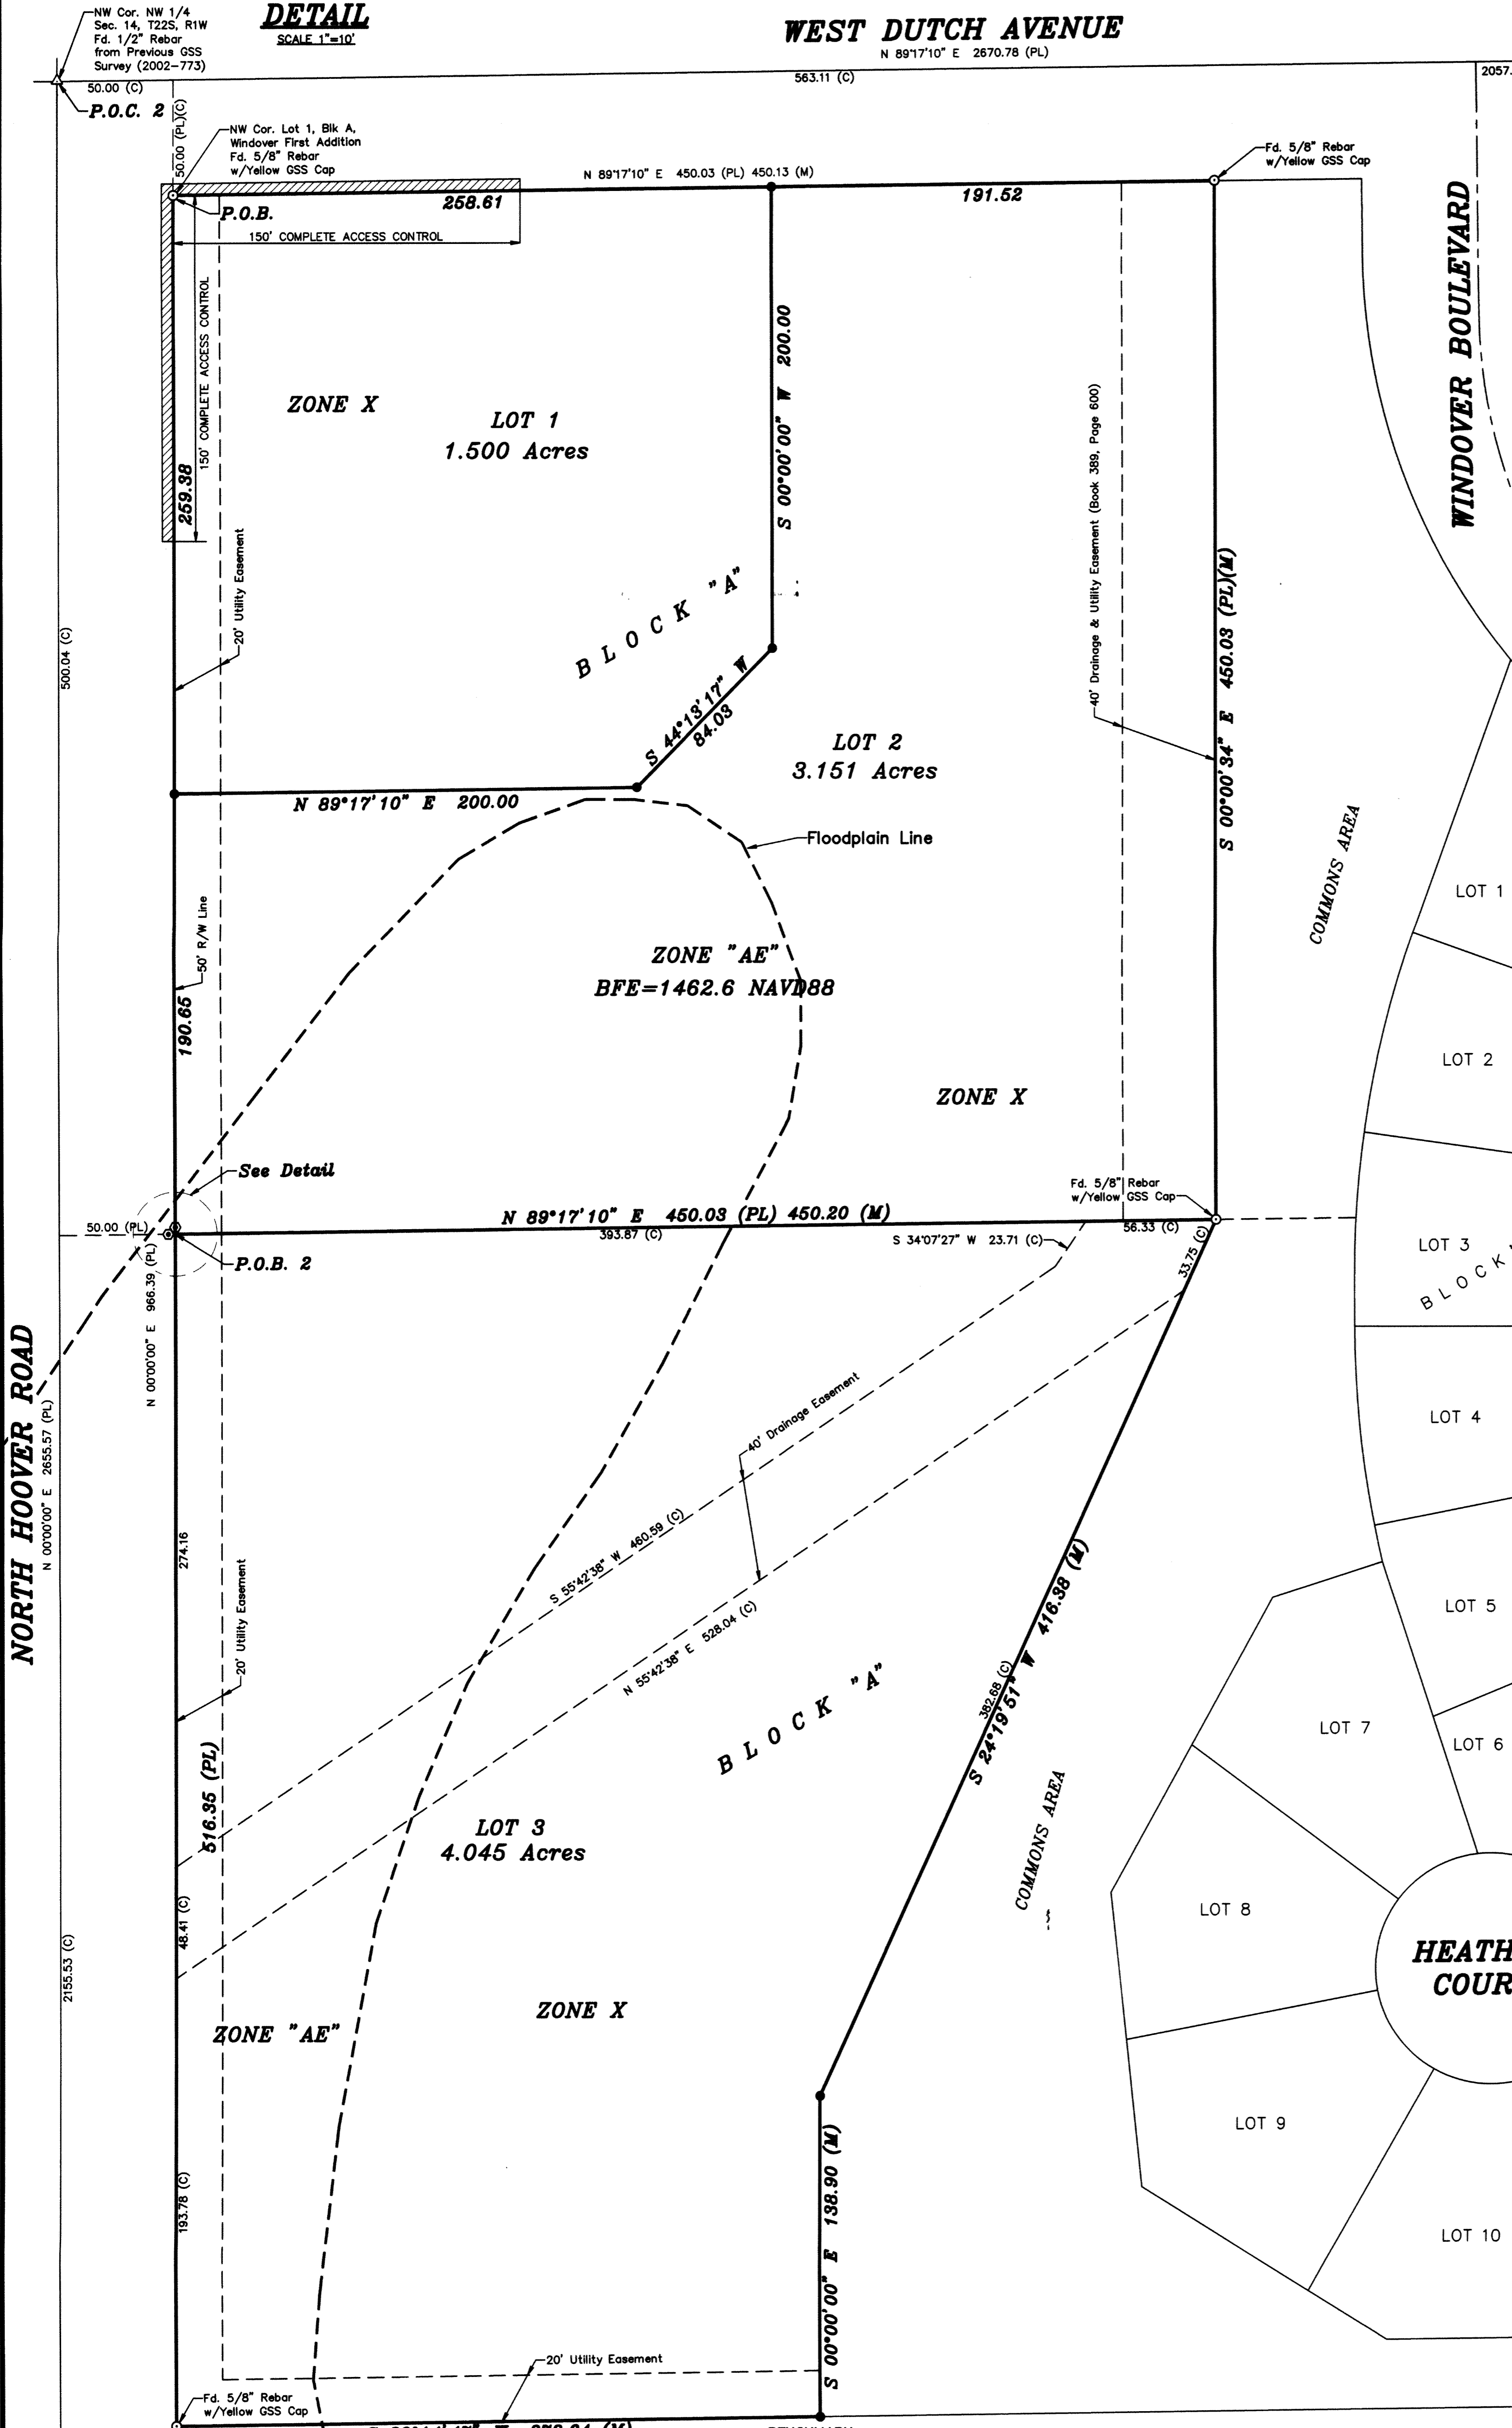 DETAIL
SCALE 1"=10'
NW Cor. NW 1/4
Sec. 14, T22S, R1W
Fd. 1/2" Rebar
from Previous GSS
Survey (2002-773)
WEST DUTCH AVENUE
N 89°17'10" E 2670.78 (PL)
563.11 (C)
2057.
50.00 (C)
P.O.C. 2
50.00 (PL)(C)
NW Cor. Lot 1, Blk A,
Windover First Addition
Fd. 5/8" Rebar
w/Yellow GSS Cap
Fd. 5/8" Rebar
w/Yellow GSS Cap
N 89°17'10" E 450.03 (PL) 450.13 (M)
258.61
191.52
P.O.B.
150' COMPLETE ACCESS CONTROL
150' COMPLETE ACCESS CONTROL
259.38
WINDOVER BOULEVARD
S 00°00'00" W 200.00
ZONE X
LOT 1
1.500 Acres
40' Drainage & Utility Easement (Book 389, Page 600)
20' Utility Easement
BLOCK "A"
S 00°00'34" E 450.03 (PL)(M)
500.04 (C)
S 44°13'17" W
84.03
LOT 2
3.151 Acres
N 89°17'10" E 200.00
Floodplain Line
COMMONS AREA
LOT 1
50' R/W Line
ZONE "AE"
BFE=1462.6 NAVD88
190.65
LOT 2
ZONE X
See Detail
Fd. 5/8" Rebar
w/Yellow GSS Cap
50.00 (PL)
N 89°17'10" E 450.03 (PL) 450.20 (M)
393.87 (C)
56.33 (C)
S 34°07'27" W 23.71 (C)
33.75 (C)
LOT 3
BLOCK
P.O.B. 2
N 00°00'00" E 966.39 (PL)
NORTH HOOVER ROAD
N 00°00'00" E 2655.57 (PL)
40' Drainage Easement
LOT 4
274.16
S 55°42'38" W 460.59 (C)
20' Utility Easement
N 55°42'38" E 528.04 (C)
LOT 5
BLOCK "A"
382.68 (C)
S 24°19'51" W 416.38 (M)
LOT 7
LOT 6
516.35 (PL)
LOT 3
4.045 Acres
COMMONS AREA
48.41 (C)
LOT 8
2155.53 (C)
HEATH
COUR
ZONE X
ZONE "AE"
193.78 (C)
LOT 9
S 00°00'00" E 138.90 (M)
LOT 10
20' Utility Easement
Fd. 5/8" Rebar
w/Yellow GSS Cap